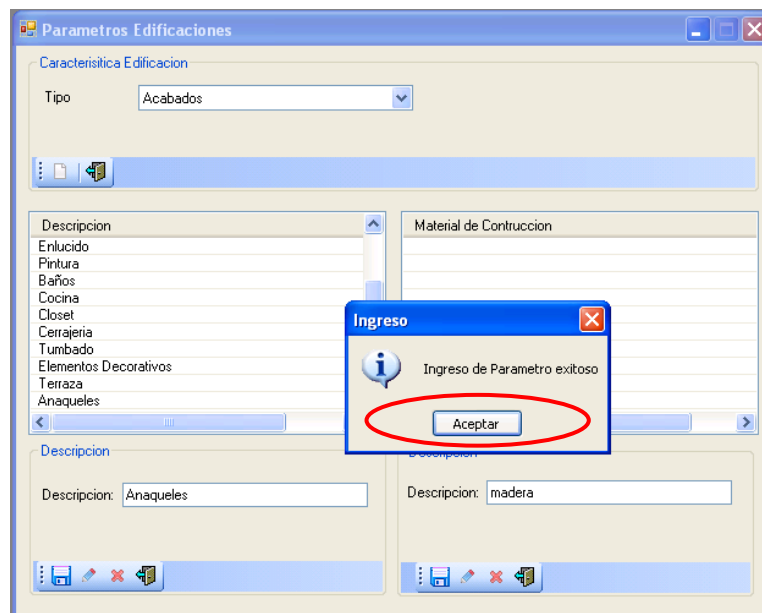 Parametros Edificaciones
Caracterisitica Edificacion
Tipo Acabados
Descripcion Material de Contruccion
Enlucido
Pintura
Baños
Cocina
Closet
Cerrajeria
Tumbado
Elementos Decorativos
Terraza
Anaqueles
Ingreso
Ingreso de Parametro exitoso
Aceptar
Descripcion
Descripcion: Anaqueles
Descripcion
Descripcion: madera